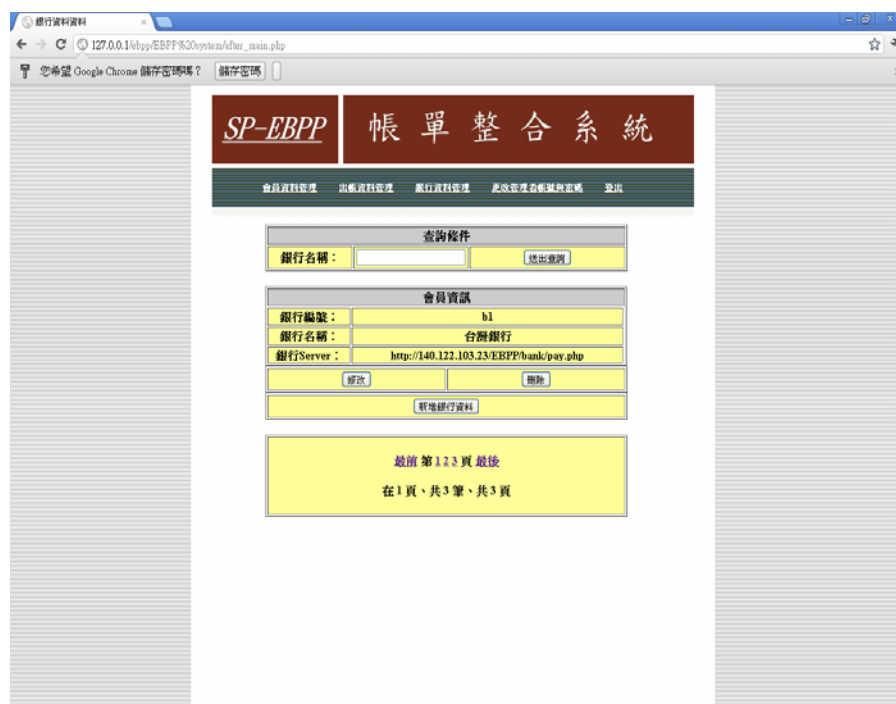 銀行資料資料
127.0.0.1/ebpp/EBPP%20system/after_main.php
您希望 Google Chrome 儲存密碼嗎？ 儲存密碼
SP-EBPP 帳單整合系統
會員資料管理 出帳資料管理 銀行資料管理 更改管理者帳號與密碼 登出
查詢條件
銀行名稱： 送出查詢
會員資訊
銀行編號： b1
銀行名稱： 台灣銀行
銀行Server： http://140.122.103.23/EBPP/bank/pay.php
修改 刪除
新增銀行資料
最前 第 1 2 3 頁 最後
在 1 頁、共 3 筆、共 3 頁